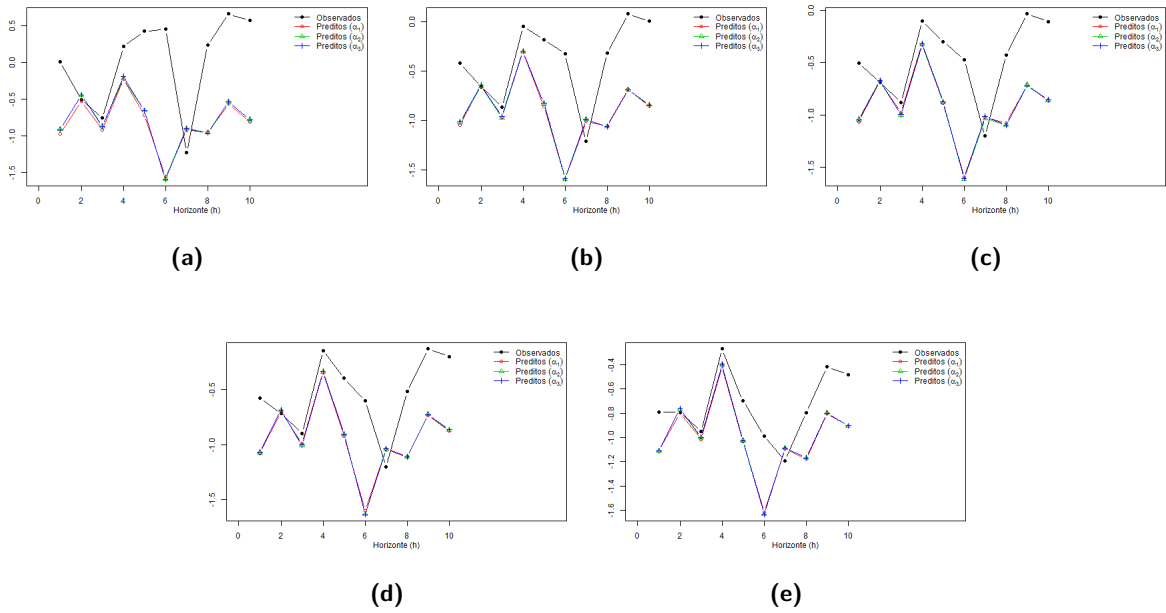 0.5
0.0
-0.5
-1.0
-1.5
Observados
Preditos (α1)
Preditos (α2)
Preditos (α3)
0 2 4 6 8 10
Horizonte (h)
(a)
0.0
-0.5
-1.0
-1.5
Observados
Preditos (α1)
Preditos (α2)
Preditos (α3)
0 2 4 6 8 10
Horizonte (h)
(b)
0.0
-0.5
-1.0
-1.5
Observados
Preditos (α1)
Preditos (α2)
Preditos (α3)
0 2 4 6 8 10
Horizonte (h)
(c)
-0.5
-1.0
-1.5
Observados
Preditos (α1)
Preditos (α2)
Preditos (α3)
0 2 4 6 8 10
Horizonte (h)
(d)
-0.4
-0.6
-0.8
-1.0
-1.2
-1.4
-1.6
Observados
Preditos (α1)
Preditos (α2)
Preditos (α3)
0 2 4 6 8 10
Horizonte (h)
(e)